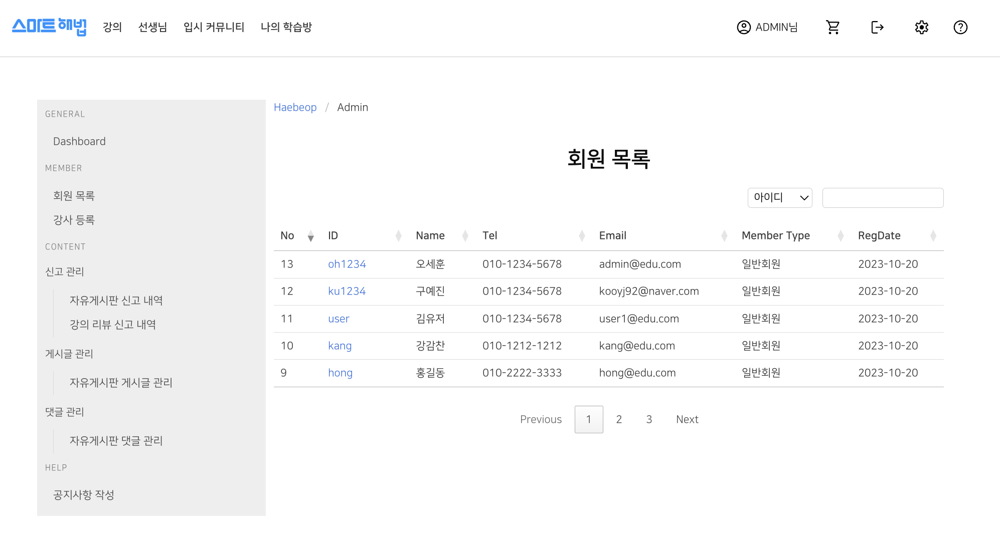 스마트해법 강의 선생님 입시 커뮤니티 나의 학습방 ADMIN님
GENERAL
Dashboard
MEMBER
회원 목록
강사 등록
CONTENT
신고 관리
자유게시판 신고 내역
강의 리뷰 신고 내역
게시글 관리
자유게시판 게시글 관리
댓글 관리
자유게시판 댓글 관리
HELP
공지사항 작성
Haebeop / Admin
회원 목록
아이디
No ID Name Tel Email Member Type RegDate
13 oh1234 오세훈 010-1234-5678 admin@edu.com 일반회원 2023-10-20
12 ku1234 구예진 010-1234-5678 kooyj92@naver.com 일반회원 2023-10-20
11 user 김유저 010-1234-5678 user1@edu.com 일반회원 2023-10-20
10 kang 강감찬 010-1212-1212 kang@edu.com 일반회원 2023-10-20
9 hong 홍길동 010-2222-3333 hong@edu.com 일반회원 2023-10-20
Previous 1 2 3 Next